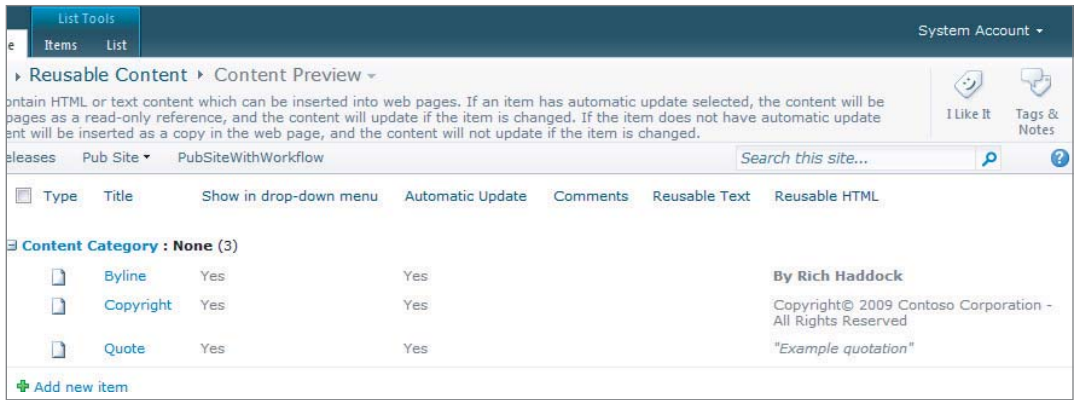 List Tools
System Account
e Items List
Reusable Content Content Preview
ontain HTML or text content which can be inserted into web pages. If an item has automatic update selected, the content will be
pages as a read-only reference, and the content will update if the item is changed. If the item does not have automatic update
ent will be inserted as a copy in the web page, and the content will not update if the item is changed.
I Like It
Tags &
Notes
eleases Pub Site PubSiteWithWorkflow
Search this site...
Type Title Show in drop-down menu Automatic Update Comments Reusable Text Reusable HTML
Content Category : None (3)
Byline Yes Yes By Rich Haddock
Copyright Yes Yes Copyright© 2009 Contoso Corporation -
All Rights Reserved
Quote Yes Yes "Example quotation"
Add new item